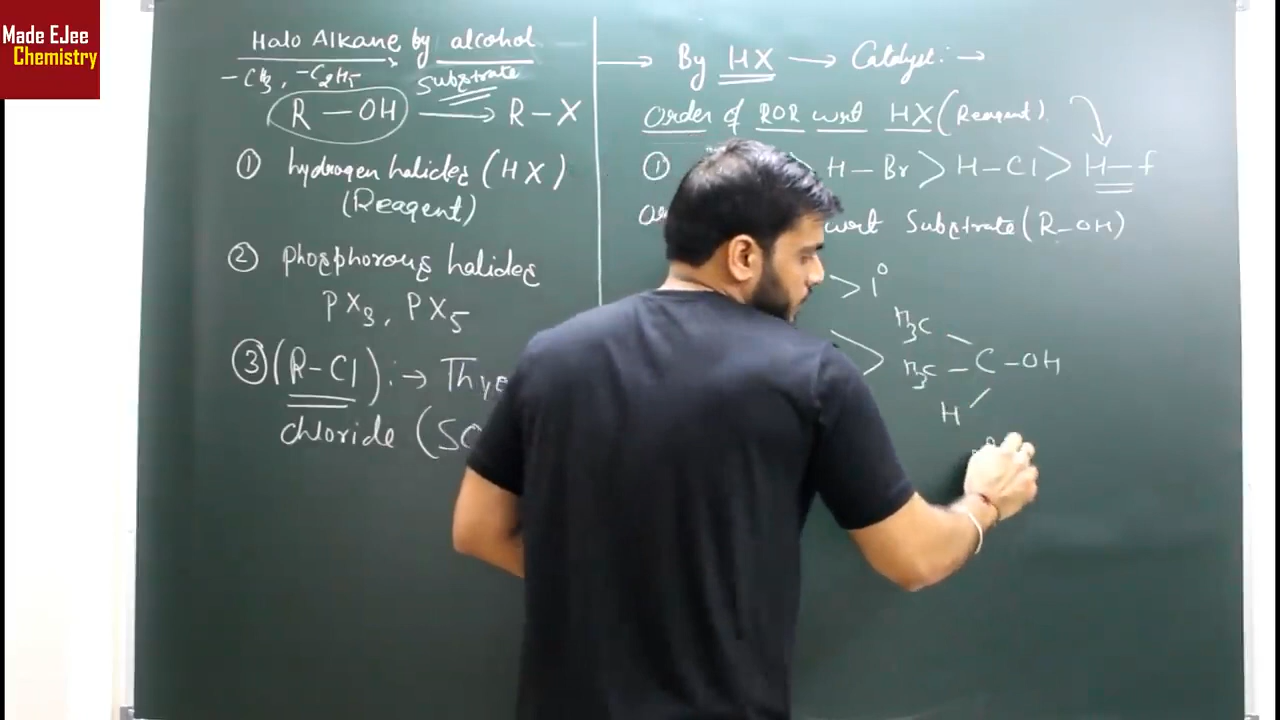 Made EJee
Chemistry
Halo Alkane by alcohol
-CH3, -C2H5 substrate
R-OH → R-X
① hydrogen halides (HX)
(Reagent)
② phosphorous halides
PX3, PX5
③ (R-Cl) :→
chloride (
→ By HX → Catalyst: →
Order of ROR wrt HX (Reagent)
① > H-Br > H-Cl > H-f
wrt Substrate (R-OH)
> 1°
> H3C
H3C - C - OH
H